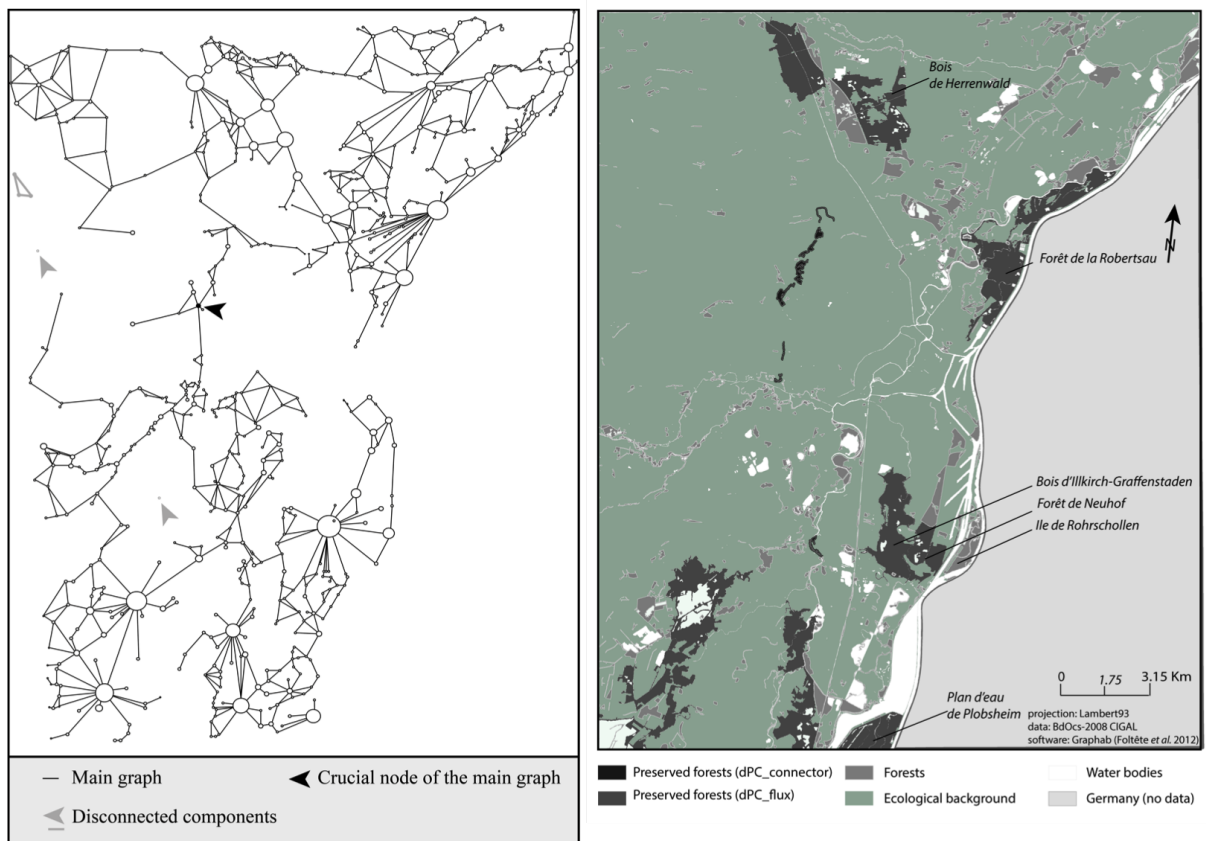 Bois
de Herrenwald
N
Forêt de la Robertsau
Bois d'Illkirch-Graffenstaden
Forêt de Neuhof
Ile de Rohrschollen
0 1.75 3.15 Km
Plan d'eau
de Plobsheim
projection: Lambert93
data: BdOcs-2008 CIGAL
software: Graphab (Foltête et al. 2012)
Main graph
Crucial node of the main graph
Disconnected components
Preserved forests (dPC_connector)
Forests
Water bodies
Preserved forests (dPC_flux)
Ecological background
Germany (no data)